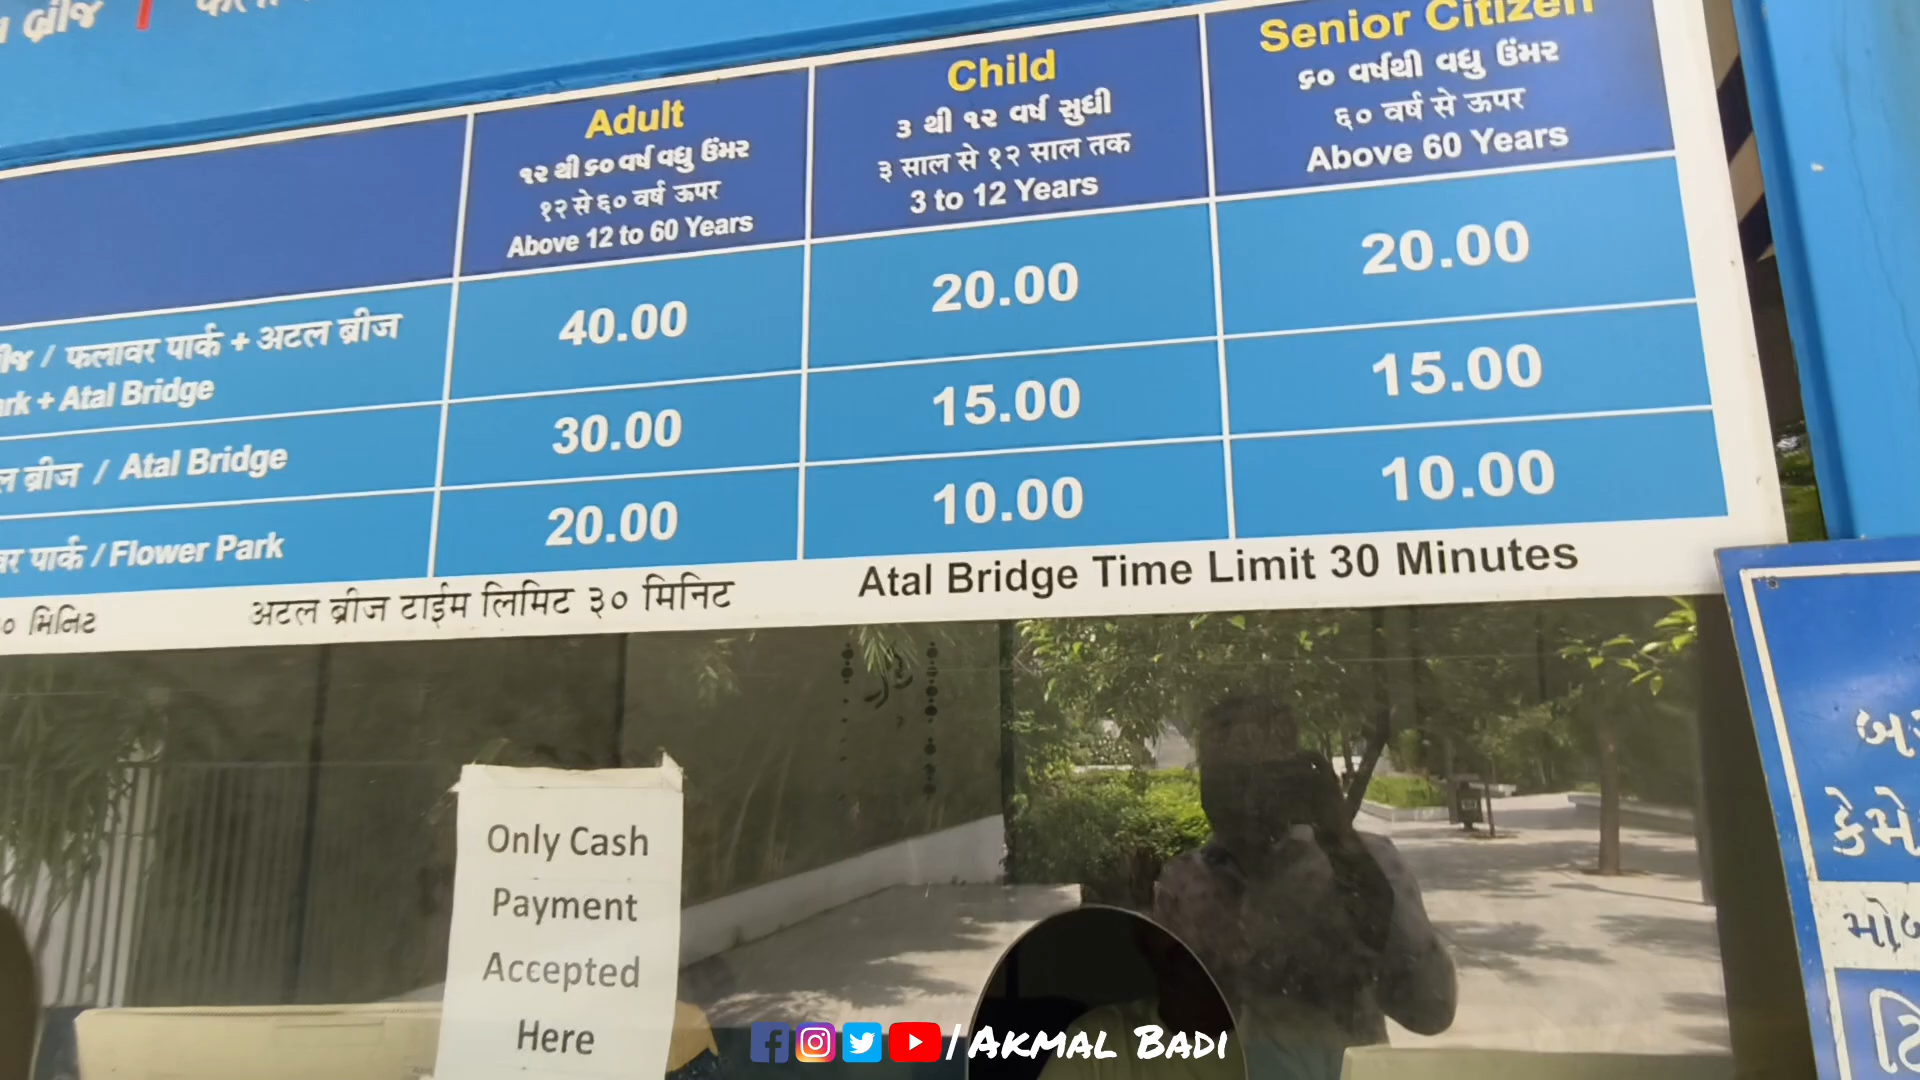 બ્રીજ /
Adult
૧૨ થી ૬૦ વર્ષ વધુ ઉંમર
१२ से ६० वर्ष ऊपर
Above 12 to 60 Years
Child
૩ થી ૧૨ વર્ષ સુધી
३ साल से १२ साल तक
3 to 12 Years
Senior Citizen
૬૦ વર્ષથી વધુ ઉંમર
६० वर्ष से ऊपर
Above 60 Years
/ फलावर पार्क + अटल ब्रीज
+ Atal Bridge
40.00
20.00
20.00
ब्रीज / Atal Bridge
30.00
15.00
15.00
पार्क / Flower Park
20.00
10.00
10.00
મિનિટ
अटल ब्रीज टाईम लिमिट ३० मिनिट
Atal Bridge Time Limit 30 Minutes
Only Cash
Payment
Accepted
Here
/ Akmal Badi